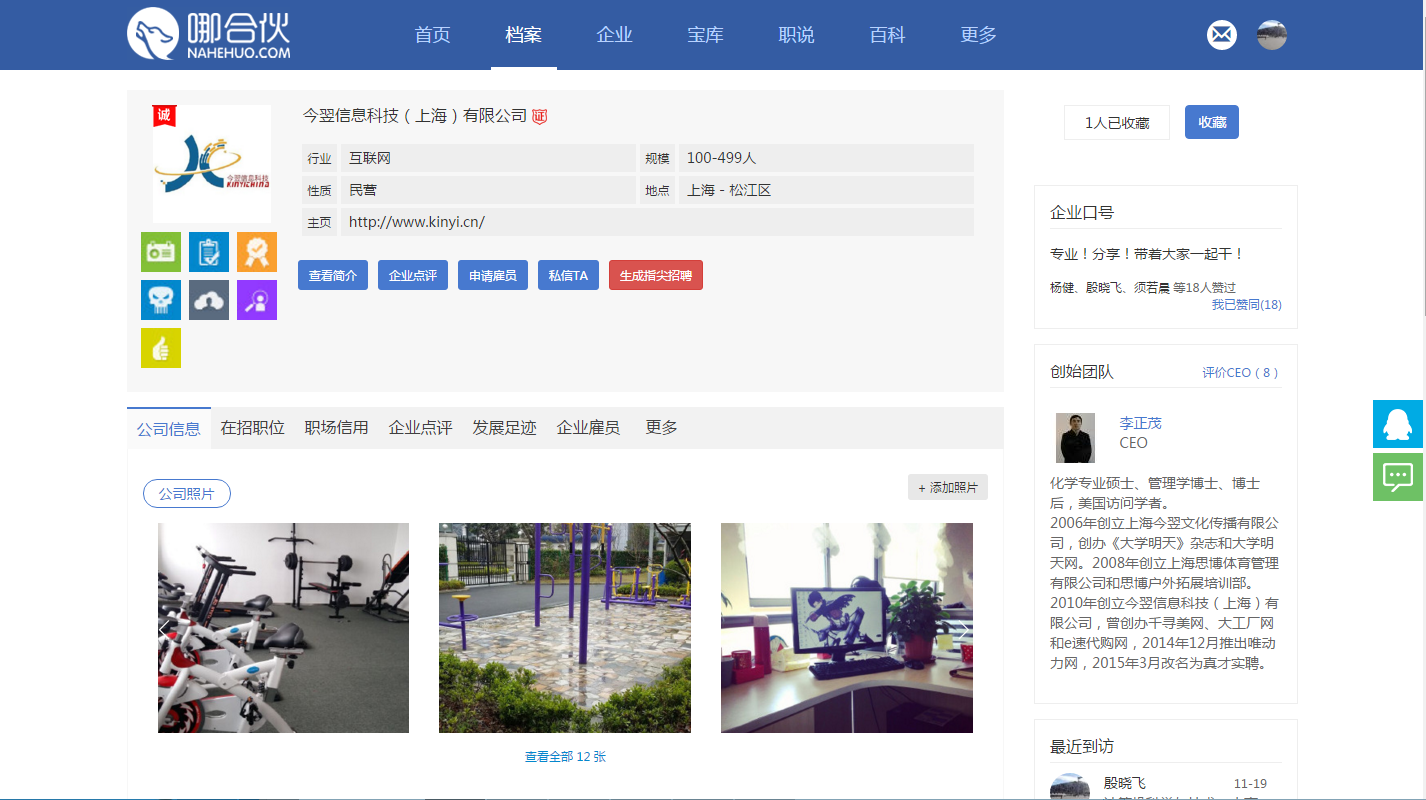 哪合伙
NAHEHUO.COM
首页 档案 企业 宝库 职说 百科 更多
诚
今翌信息科技
KINYICHINA
今翌信息科技（上海）有限公司 证
行业 互联网 规模 100-499人
性质 民营 地点 上海 - 松江区
主页 http://www.kinyi.cn/
查看简介 企业点评 申请雇员 私信TA 生成指尖招聘
1人已收藏 收藏
企业口号
专业！分享！带着大家一起干！
杨健、殷晓飞、须若晨 等18人赞过
我已赞同(18)
创始团队 评价CEO（8）
李正茂
CEO
化学专业硕士、管理学博士、博士
后，美国访问学者。
2006年创立上海今翌文化传播有限公
司，创办《大学明天》杂志和大学明
天网。2008年创立上海思博体育管理
有限公司和思博户外拓展培训部。
2010年创立今翌信息科技（上海）有
限公司，曾创办千寻美网、大工厂网
和e速代购网，2014年12月推出唯动
力网，2015年3月改名为真才实聘。
公司信息 在招职位 职场信用 企业点评 发展足迹 企业雇员 更多
公司照片 + 添加照片
查看全部 12 张
最近到访
殷晓飞 11-19